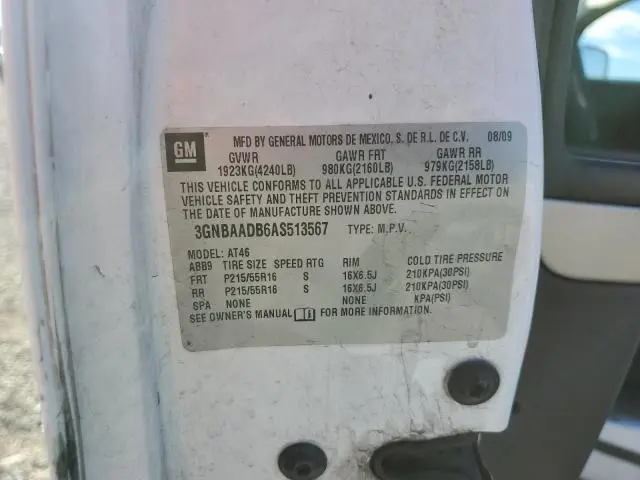 GM MFD BY GENERAL MOTORS DE MEXICO, S. DE R.L. DE C.V. 08/09
GVWR GAWR FRT GAWR RR
1923KG(4240LB) 980KG(2160LB) 979KG(2158LB)
THIS VEHICLE CONFORMS TO ALL APPLICABLE U.S. FEDERAL MOTOR
VEHICLE SAFETY AND THEFT PREVENTION STANDARDS IN EFFECT ON
THE DATE OF MANUFACTURE SHOWN ABOVE.
3GNBAADB6AS513567 TYPE: M.P.V.
MODEL: AT46
ABB9 TIRE SIZE SPEED RTG RIM COLD TIRE PRESSURE
FRT P215/55R16 S 16X6.5J 210KPA(30PSI)
RR P215/55R16 S 16X6.5J 210KPA(30PSI)
SPA NONE NONE KPA(PSI)
SEE OWNER'S MANUAL FOR MORE INFORMATION.